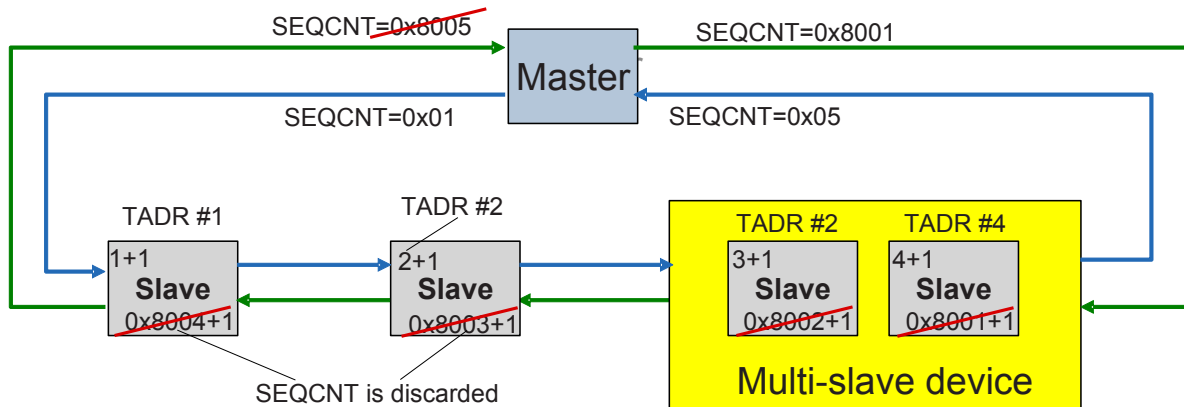 SEQCNT=0x8005
SEQCNT=0x8001
Master
SEQCNT=0x01
SEQCNT=0x05
TADR #1
TADR #2
TADR #2
TADR #4
1+1
Slave
0x8004+1
2+1
Slave
0x8003+1
3+1
Slave
0x8002+1
4+1
Slave
0x8001+1
SEQCNT is discarded
Multi-slave device